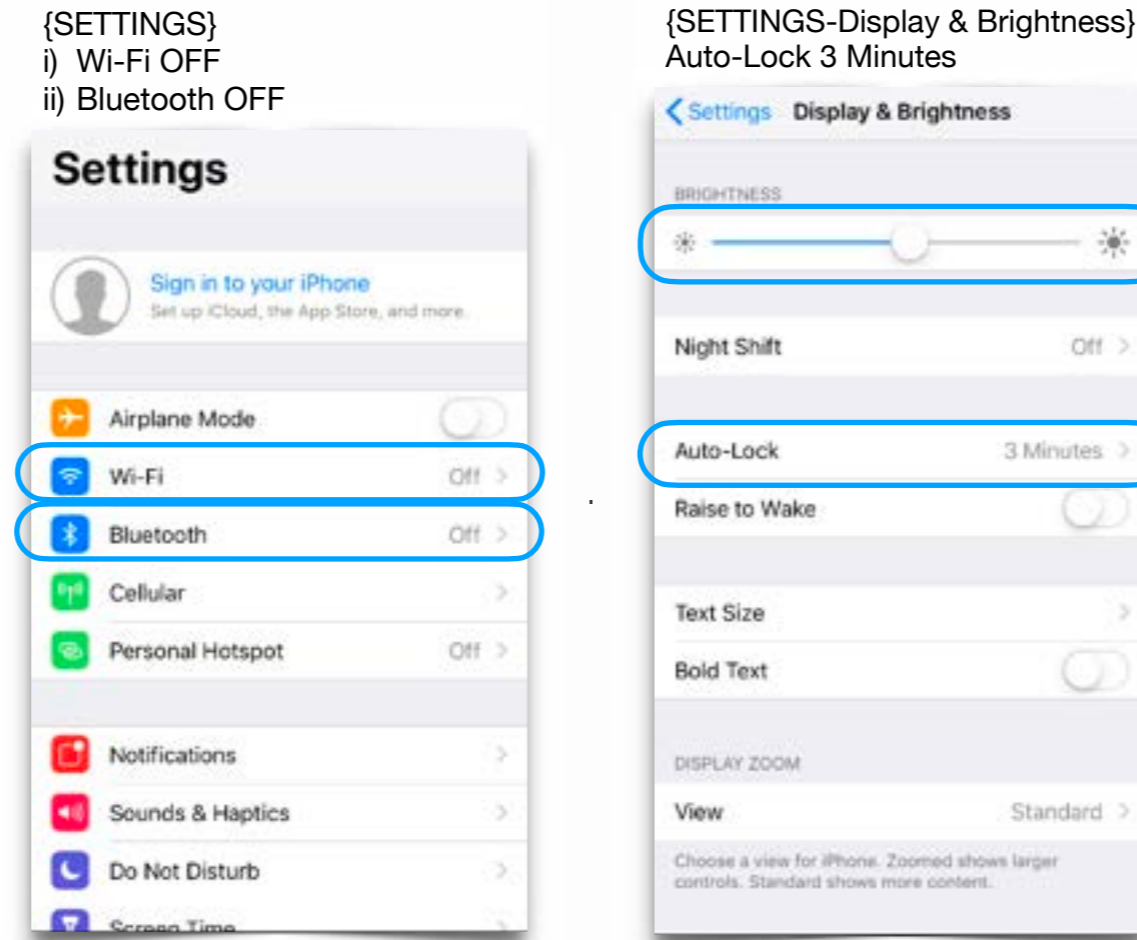 {SETTINGS}
i) Wi-Fi OFF
ii) Bluetooth OFF
Settings
Sign in to your iPhone
Set up iCloud, the App Store, and more.
Airplane Mode
Wi-Fi Off
Bluetooth Off
Cellular
Personal Hotspot Off
Notifications
Sounds & Haptics
Do Not Disturb
Screen Time
{SETTINGS-Display & Brightness}
Auto-Lock 3 Minutes
Settings Display & Brightness
BRIGHTNESS
Night Shift Off
Auto-Lock 3 Minutes
Raise to Wake
Text Size
Bold Text
DISPLAY ZOOM
View Standard
Choose a view for iPhone. Zoomed shows larger
controls. Standard shows more content.